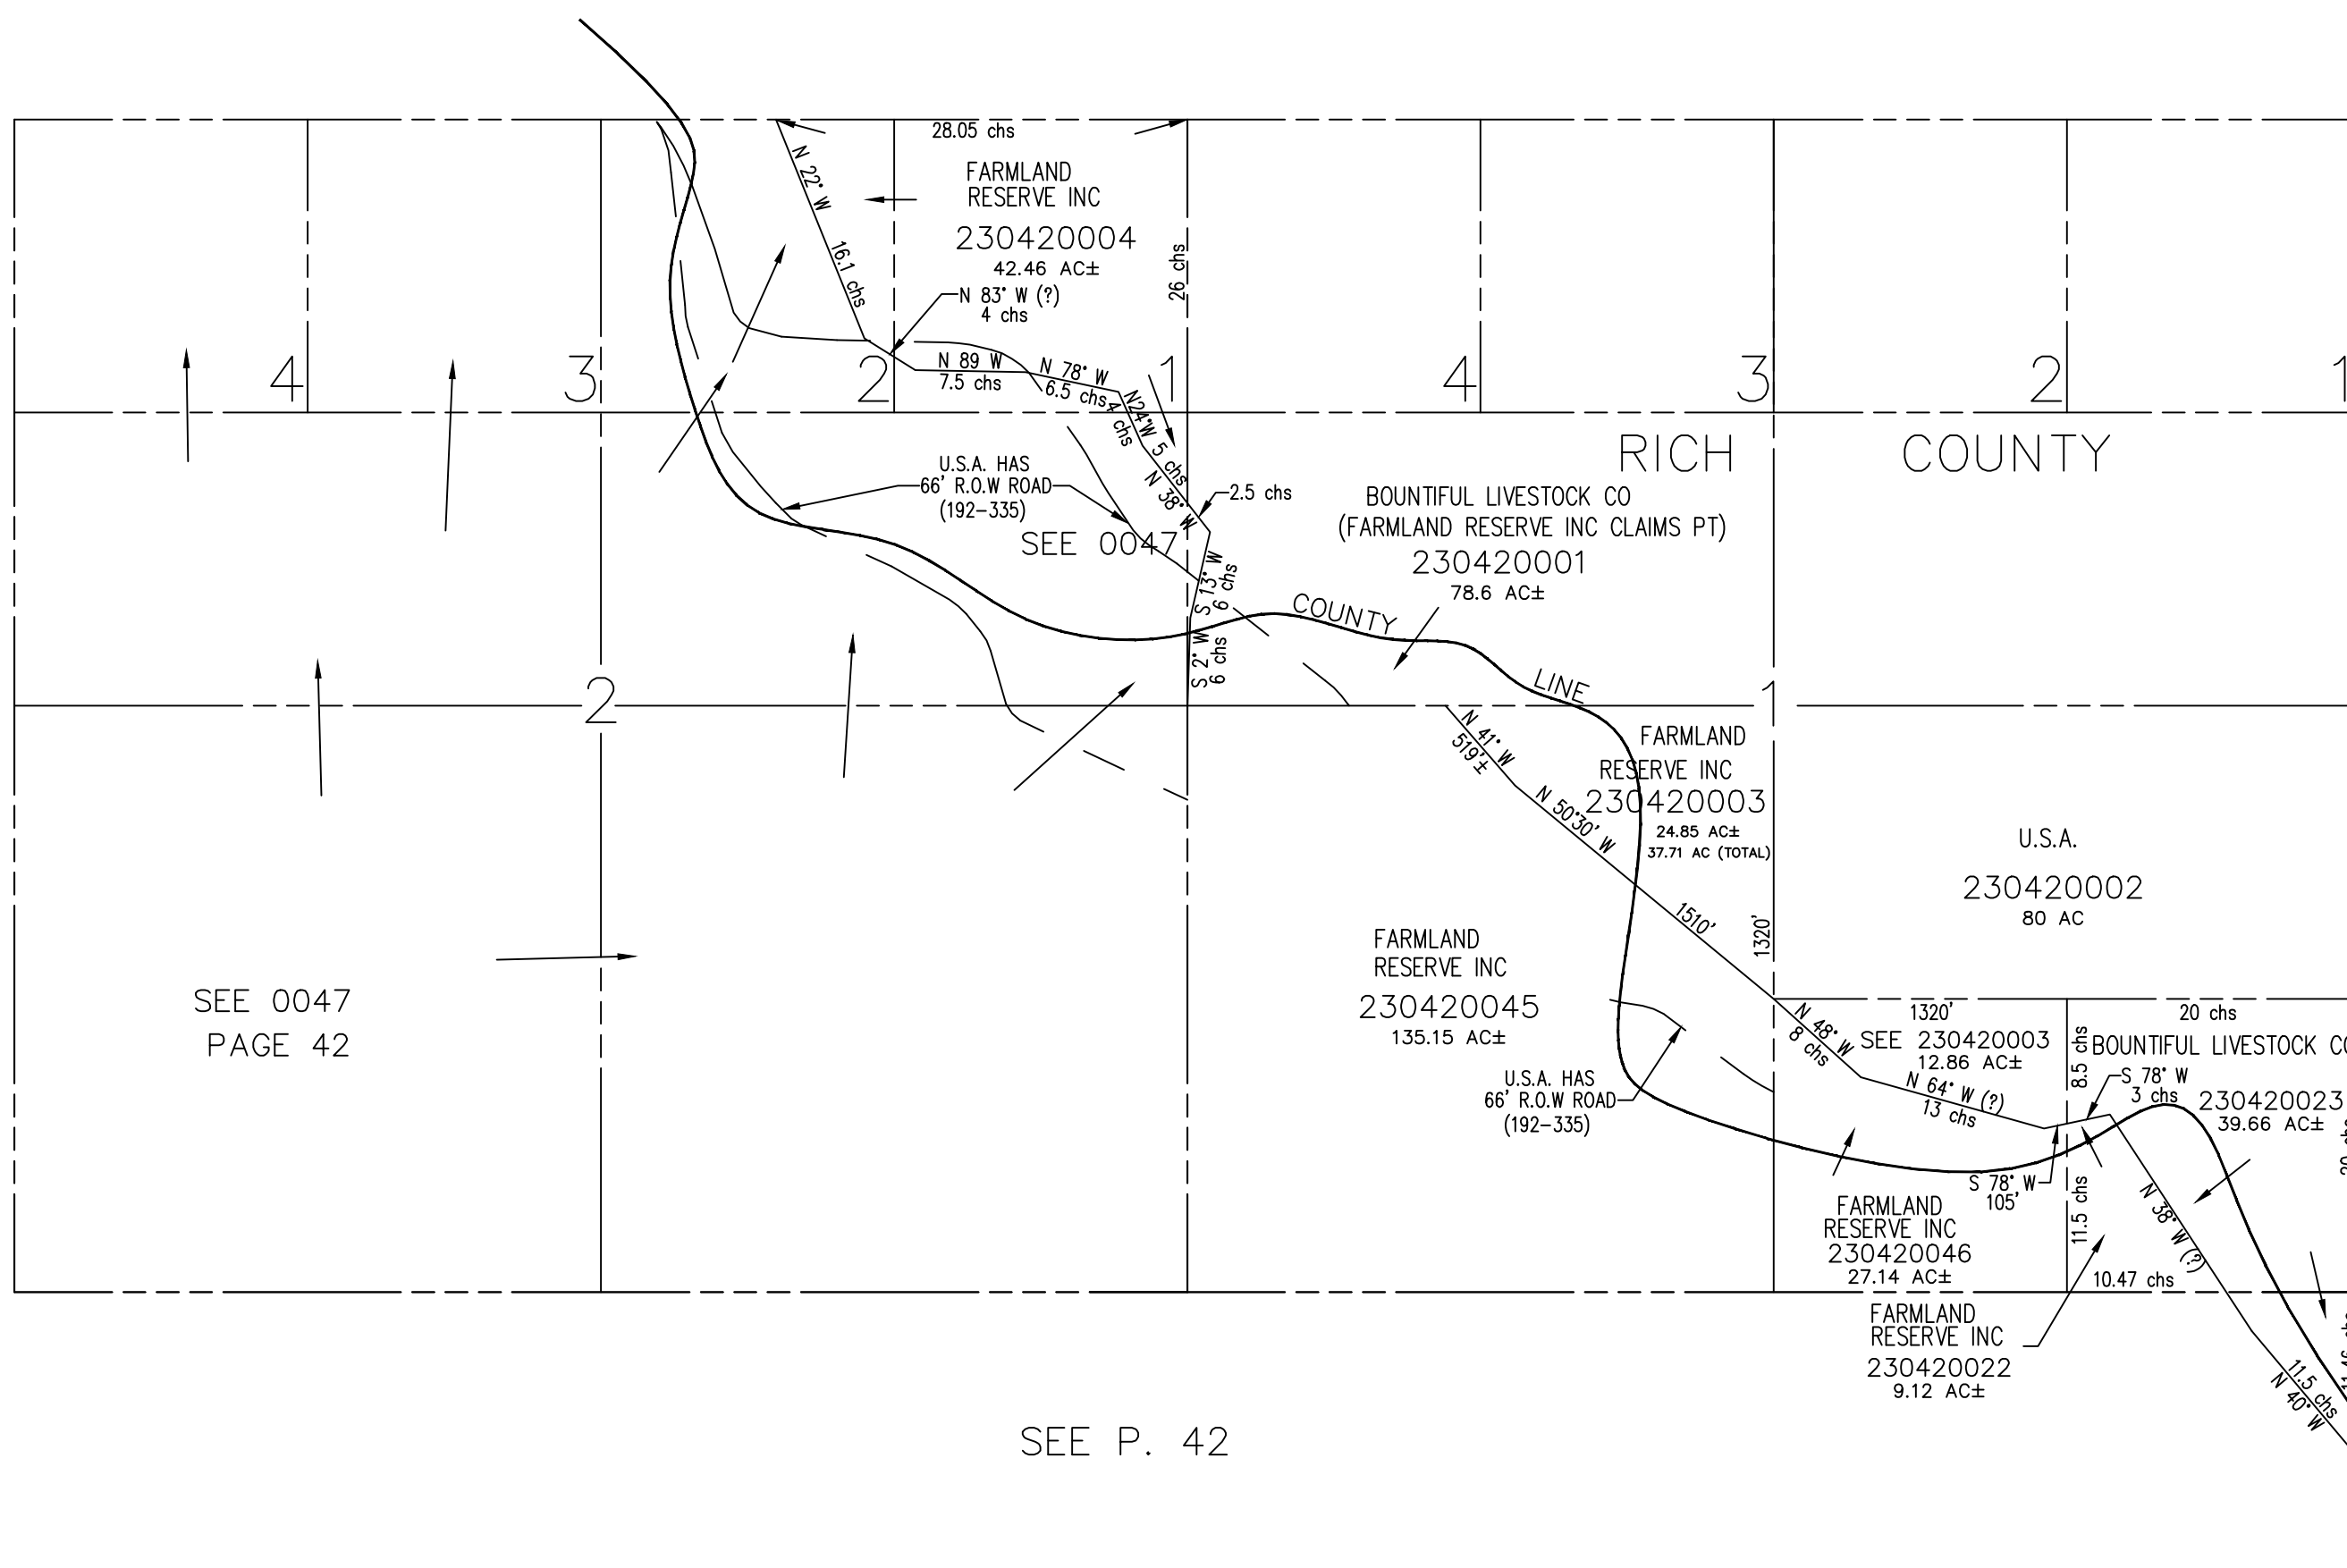 28.05 chs
N 22° W
16.1 chs
FARMLAND
RESERVE INC
230420004
42.46 AC±
N 83° W (?)
4 chs
26 chs
4
3
2
1
4
3
2
1
N 89 W
7.5 chs
N 78° W
6.5 chs
N24°W
4 chs
5 chs
N 38° W
2.5 chs
RICH COUNTY
U.S.A. HAS
66' R.O.W ROAD
(192-335)
SEE 0047
BOUNTIFUL LIVESTOCK CO
(FARMLAND RESERVE INC CLAIMS PT)
230420001
78.6 AC±
S 13° W
6 chs
S 2° W
6 chs
COUNTY LINE
2
1
N 41° W
519'±
FARMLAND
RESERVE INC
230420003
24.85 AC±
37.71 AC (TOTAL)
N 50°30' W
1510'
1320'
U.S.A.
230420002
80 AC
FARMLAND
RESERVE INC
230420045
135.15 AC±
SEE 0047
PAGE 42
U.S.A. HAS
66' R.O.W ROAD
(192-335)
N 48° W
8 chs
1320'
SEE 230420003
12.86 AC±
N 64° W (?)
13 chs
20 chs
8.5 chs
BOUNTIFUL LIVESTOCK CO
S 78° W
3 chs
230420023
39.66 AC±
20 chs
S 78° W
105'
11.5 chs
N 38° W (?)
FARMLAND
RESERVE INC
230420046
27.14 AC±
10.47 chs
FARMLAND
RESERVE INC
230420022
9.12 AC±
11.5 chs
N 40° W
SEE P. 42